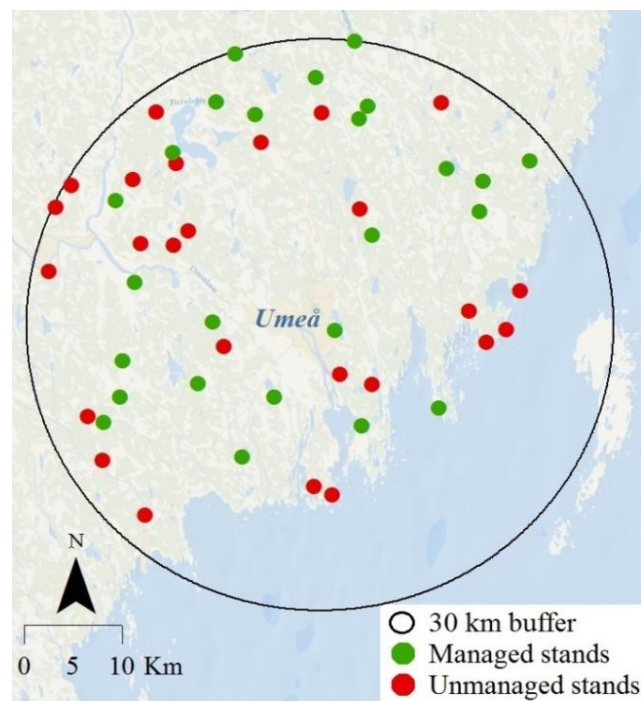 Umeå
N
0 5 10 Km
30 km buffer
Managed stands
Unmanaged stands